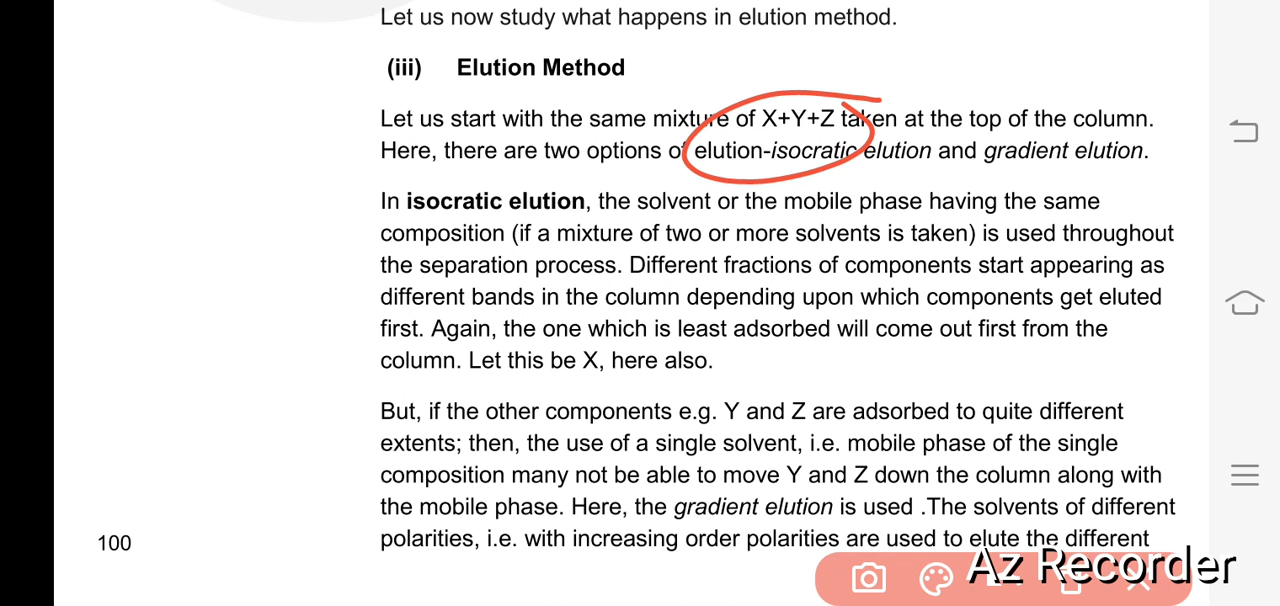 Let us now study what happens in elution method.
(iii) Elution Method
Let us start with the same mixture of X+Y+Z taken at the top of the column.
Here, there are two options of elution-isocratic elution and gradient elution.
In isocratic elution, the solvent or the mobile phase having the same
composition (if a mixture of two or more solvents is taken) is used throughout
the separation process. Different fractions of components start appearing as
different bands in the column depending upon which components get eluted
first. Again, the one which is least adsorbed will come out first from the
column. Let this be X, here also.
But, if the other components e.g. Y and Z are adsorbed to quite different
extents; then, the use of a single solvent, i.e. mobile phase of the single
composition many not be able to move Y and Z down the column along with
the mobile phase. Here, the gradient elution is used .The solvents of different
polarities, i.e. with increasing order polarities are used to elute the different
100
Az Recorder